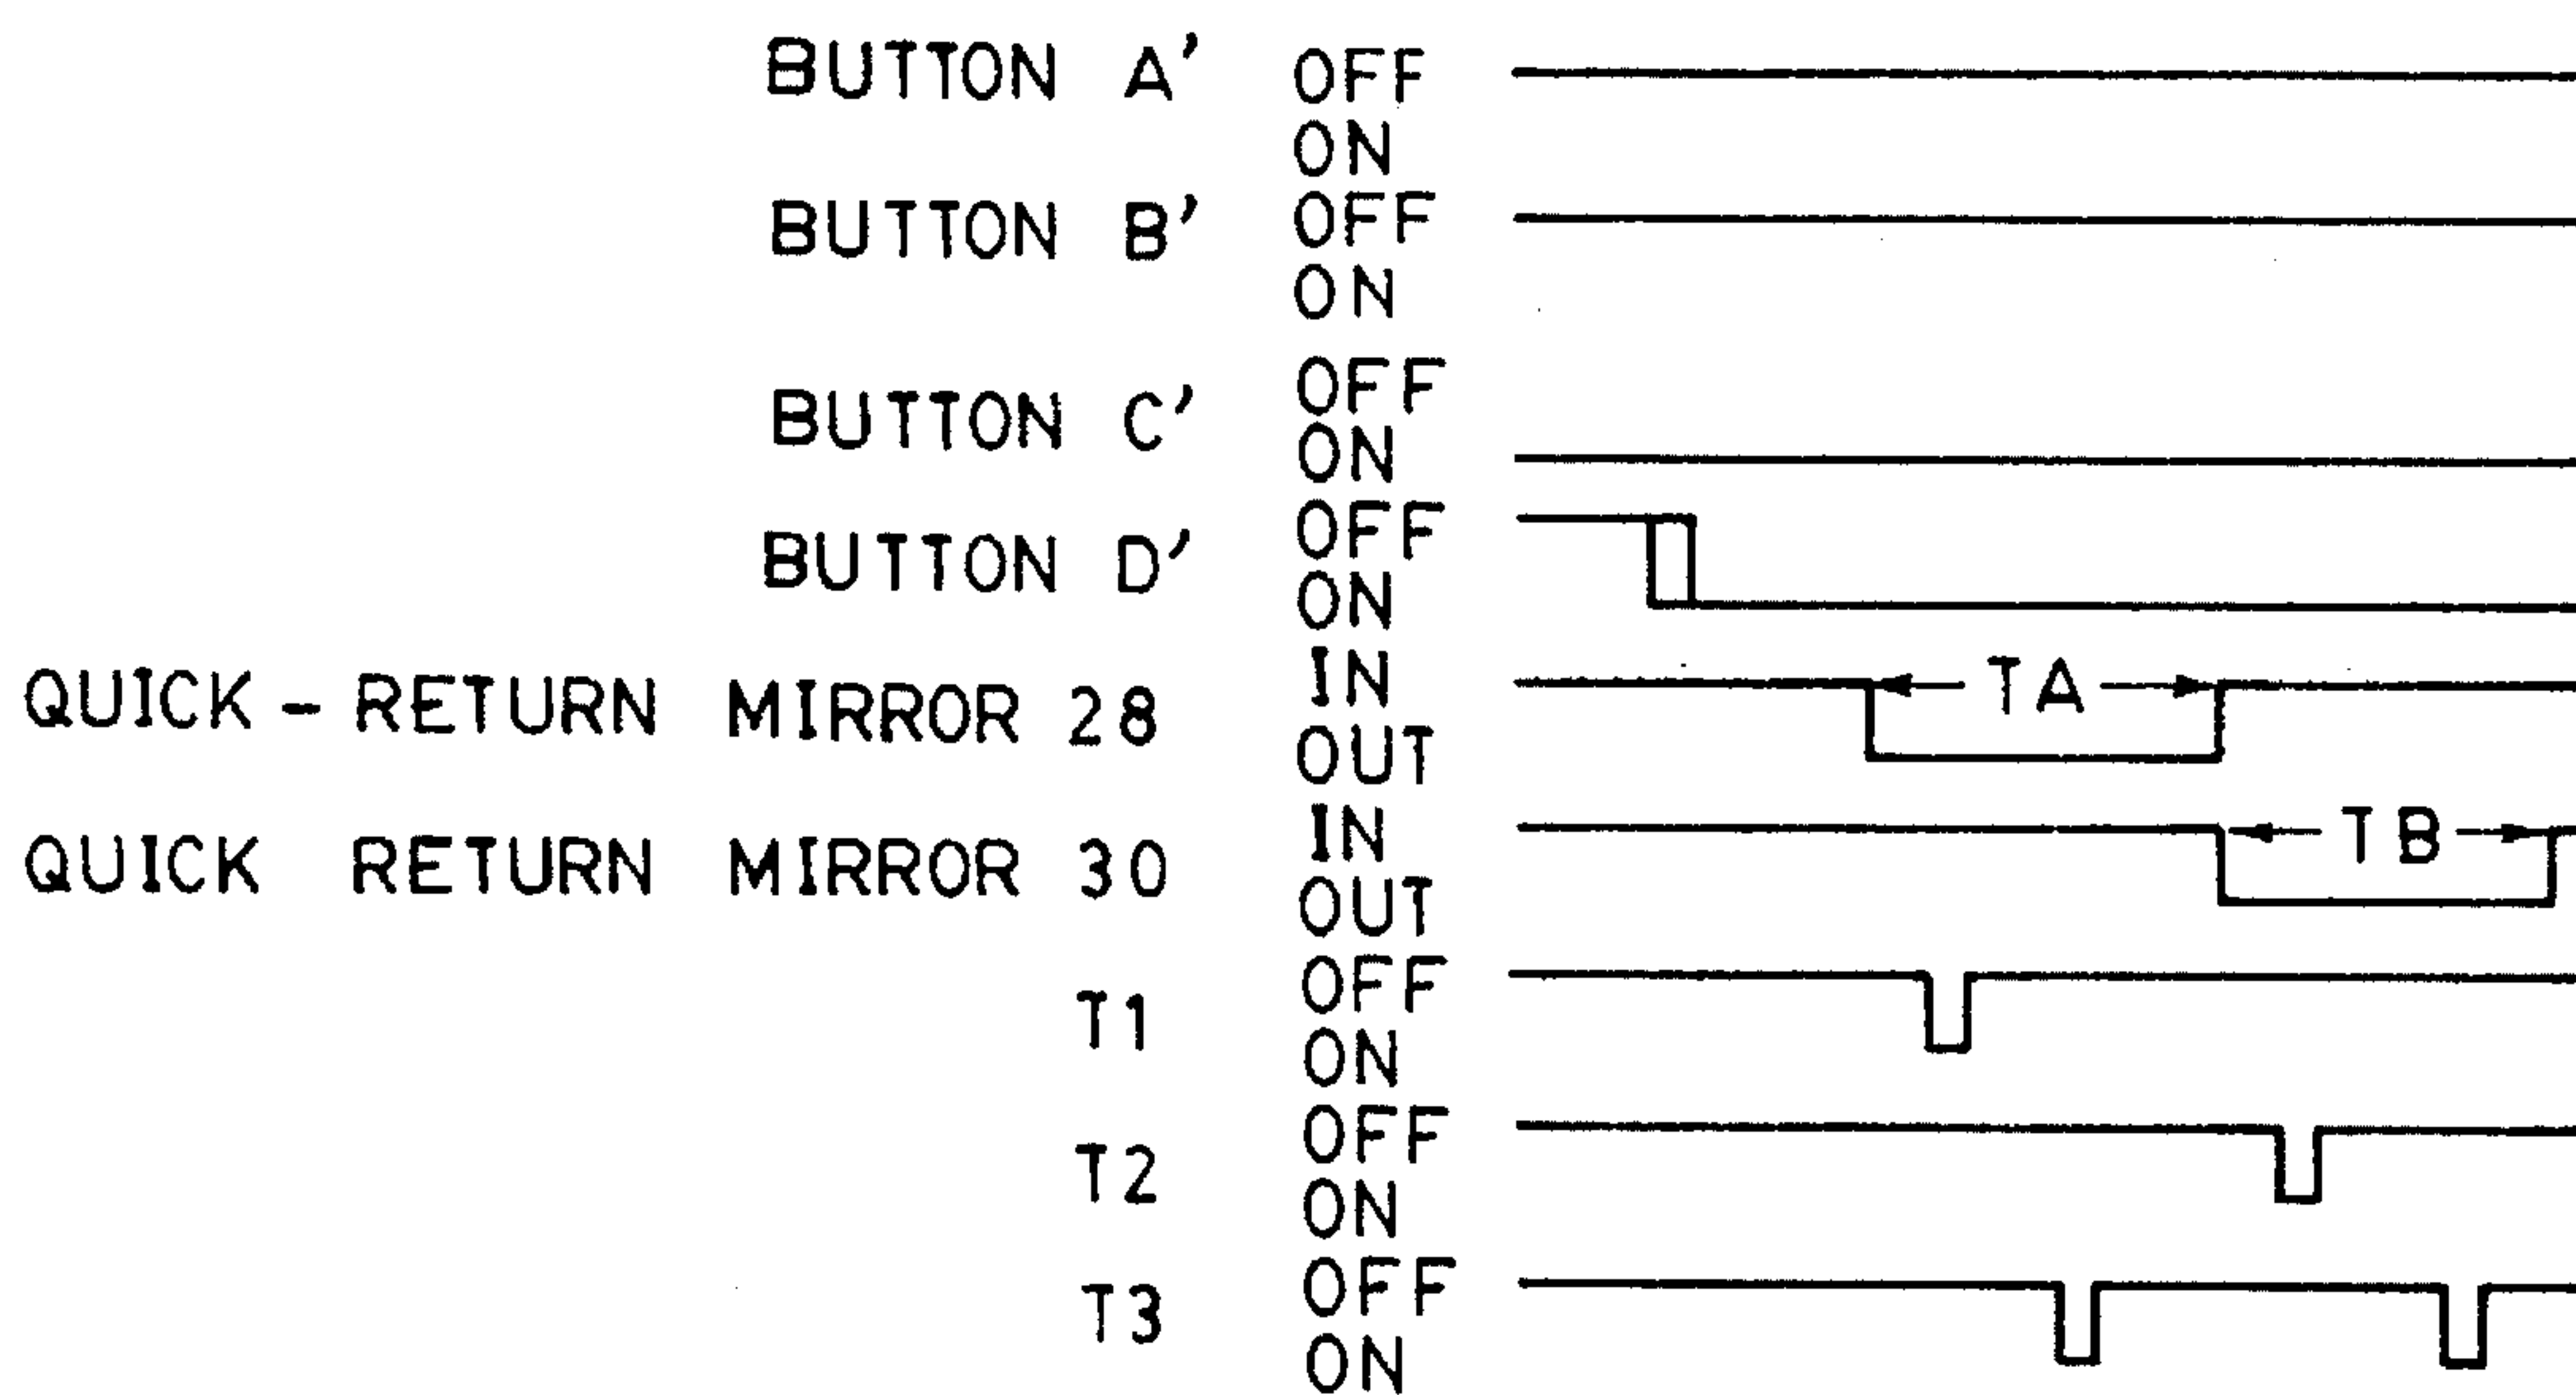 BUTTON A' OFF
ON
BUTTON B' OFF
ON
BUTTON C' OFF
ON
BUTTON D' OFF
ON
QUICK - RETURN MIRROR 28 IN TA
OUT
QUICK RETURN MIRROR 30 IN TB
OUT
T1 OFF
ON
T2 OFF
ON
T3 OFF
ON